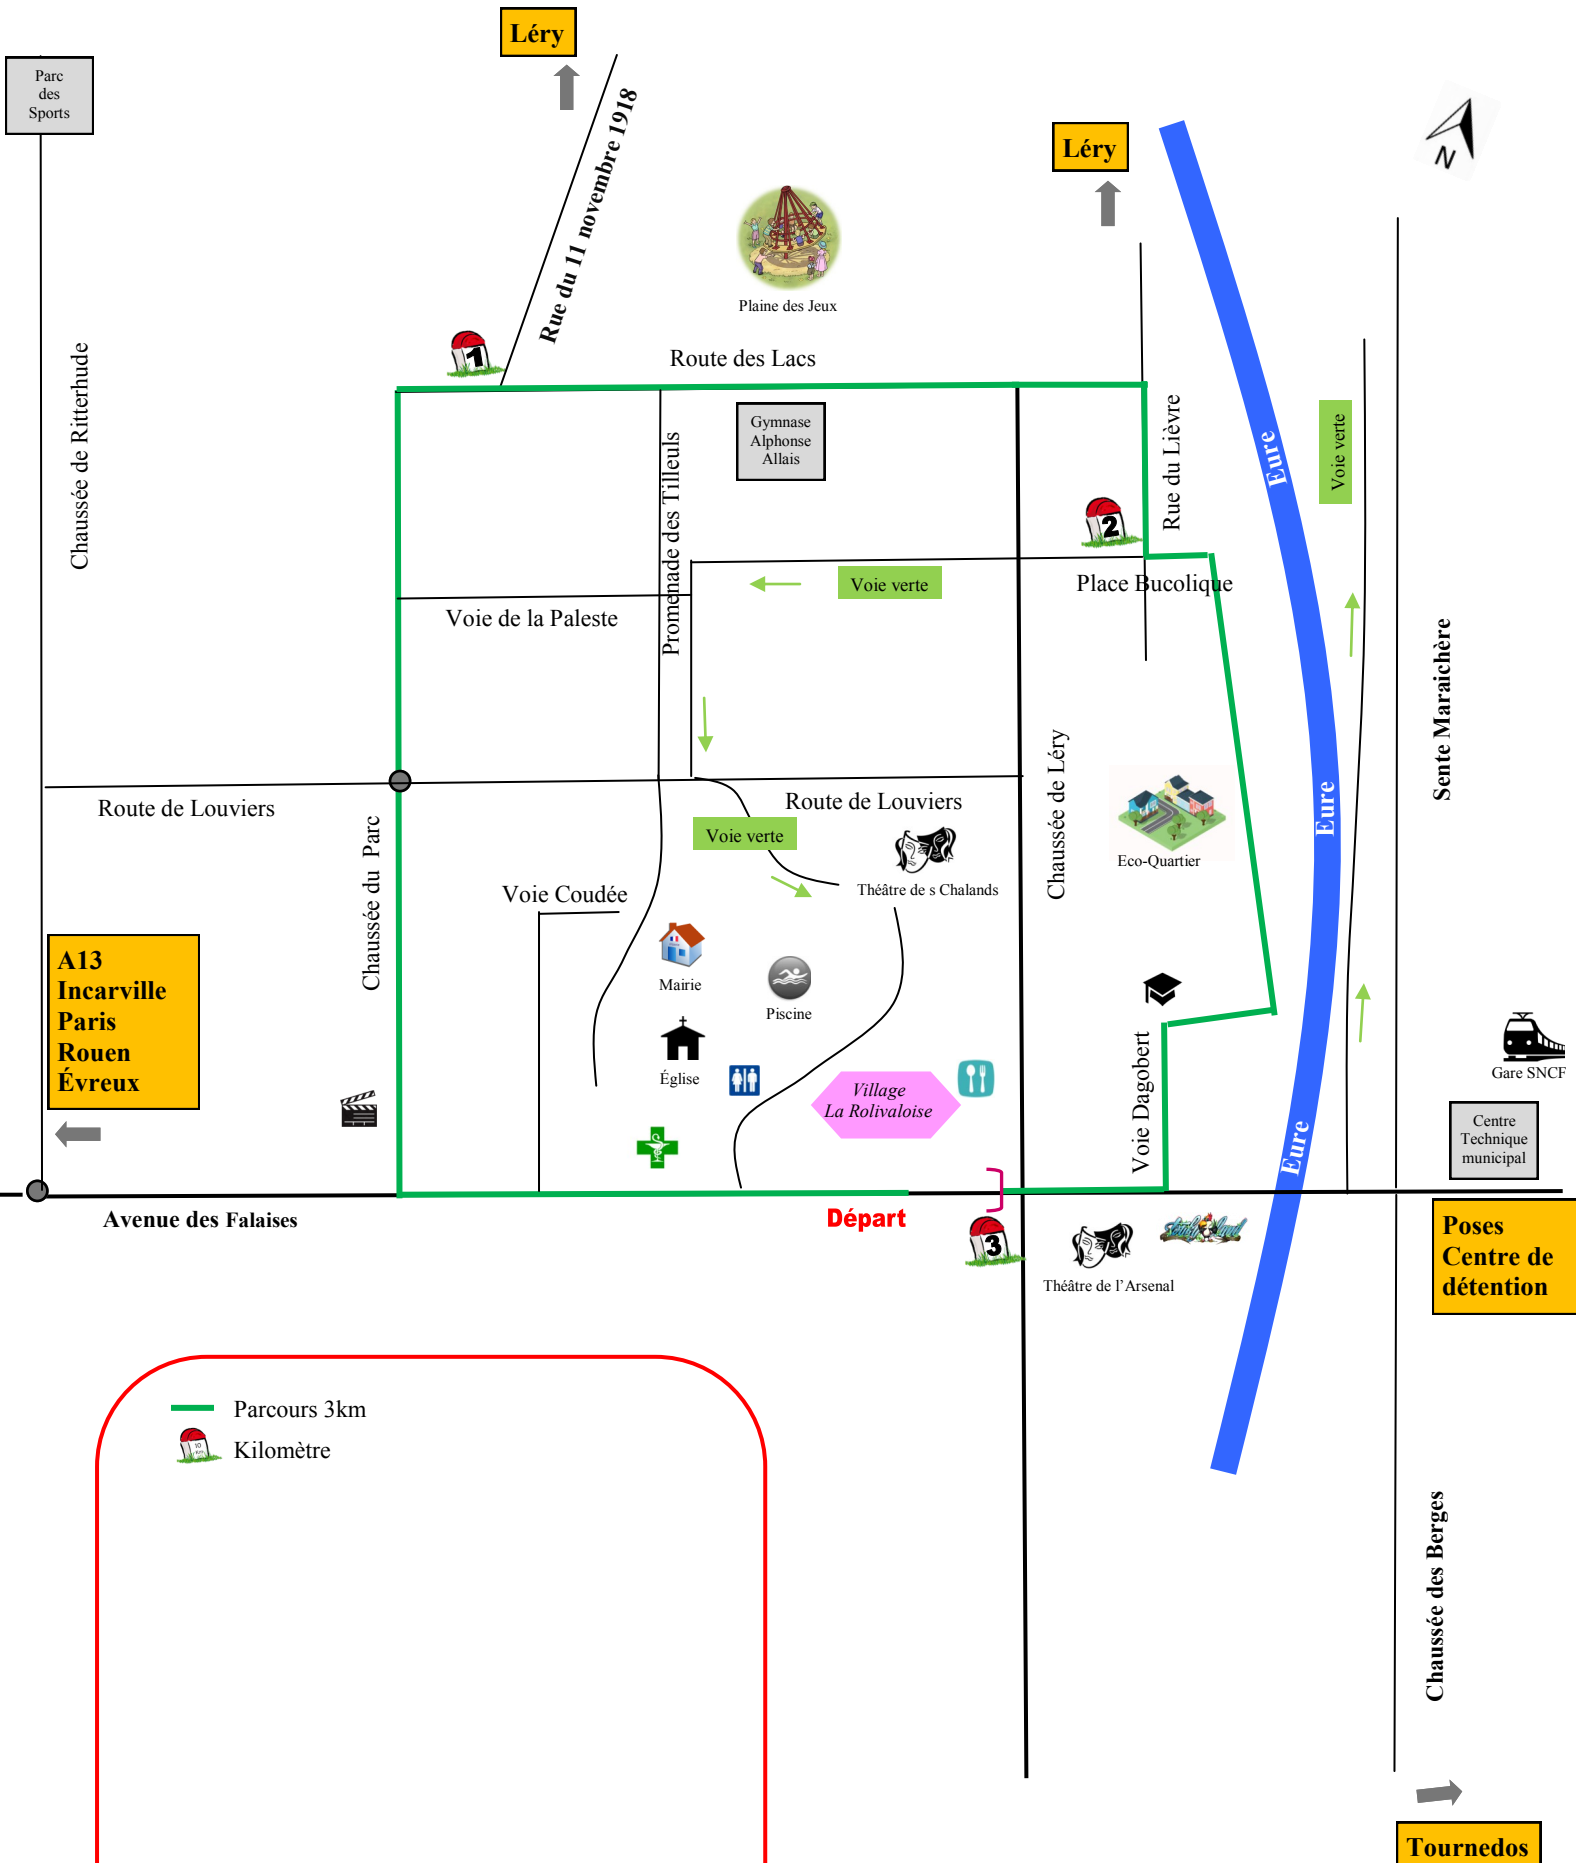 Léry
Parc
des
Sports
Rue du 11 novembre 1918
Léry
N
Plaine des Jeux
1
Route des Lacs
Chaussée de Ritterhude
Gymnase
Alphonse
Allais
Promenade des Tilleuls
Rue du Lièvre
Eure
Voie verte
2
Voie verte
Place Bucolique
Voie de la Paleste
Sente Maraichère
Route de Louviers
Route de Louviers
Chaussée de Léry
Eure
Voie verte
Chaussée du Parc
Eco-Quartier
Voie Coudée
Théâtre de s Chalands
A13
Incarville
Paris
Rouen
Évreux
Mairie
Piscine
Église
Village
La Rolivaloise
Voie Dagobert
Eure
Gare SNCF
Centre
Technique
municipal
Avenue des Falaises
Départ
3
Théâtre de l'Arsenal
Poses
Centre de
détention
Parcours 3km
Kilomètre
Chaussée des Berges
Tournedos